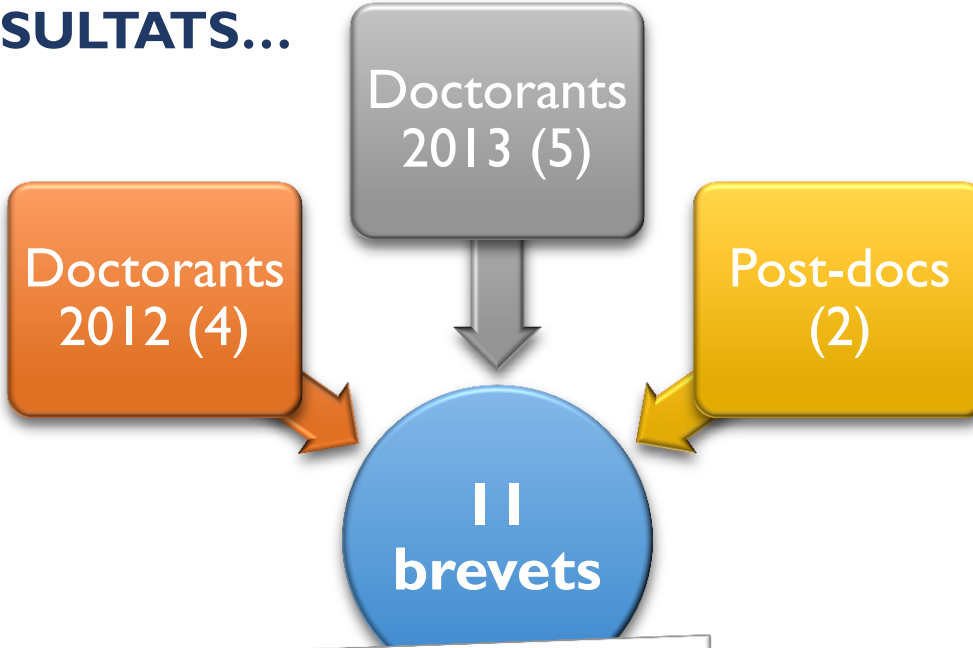 SULTATS...
Doctorants
2013 (5)
Doctorants
2012 (4)
Post-docs
(2)
11
brevets